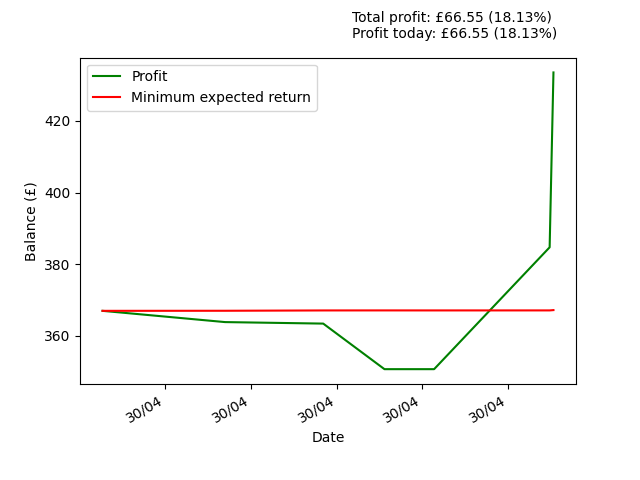 Total profit: £66.55 (18.13%)
Profit today: £66.55 (18.13%)
Profit
Minimum expected return
420
400
380
360
Balance (£)
30/04
30/04
30/04
30/04
30/04
Date